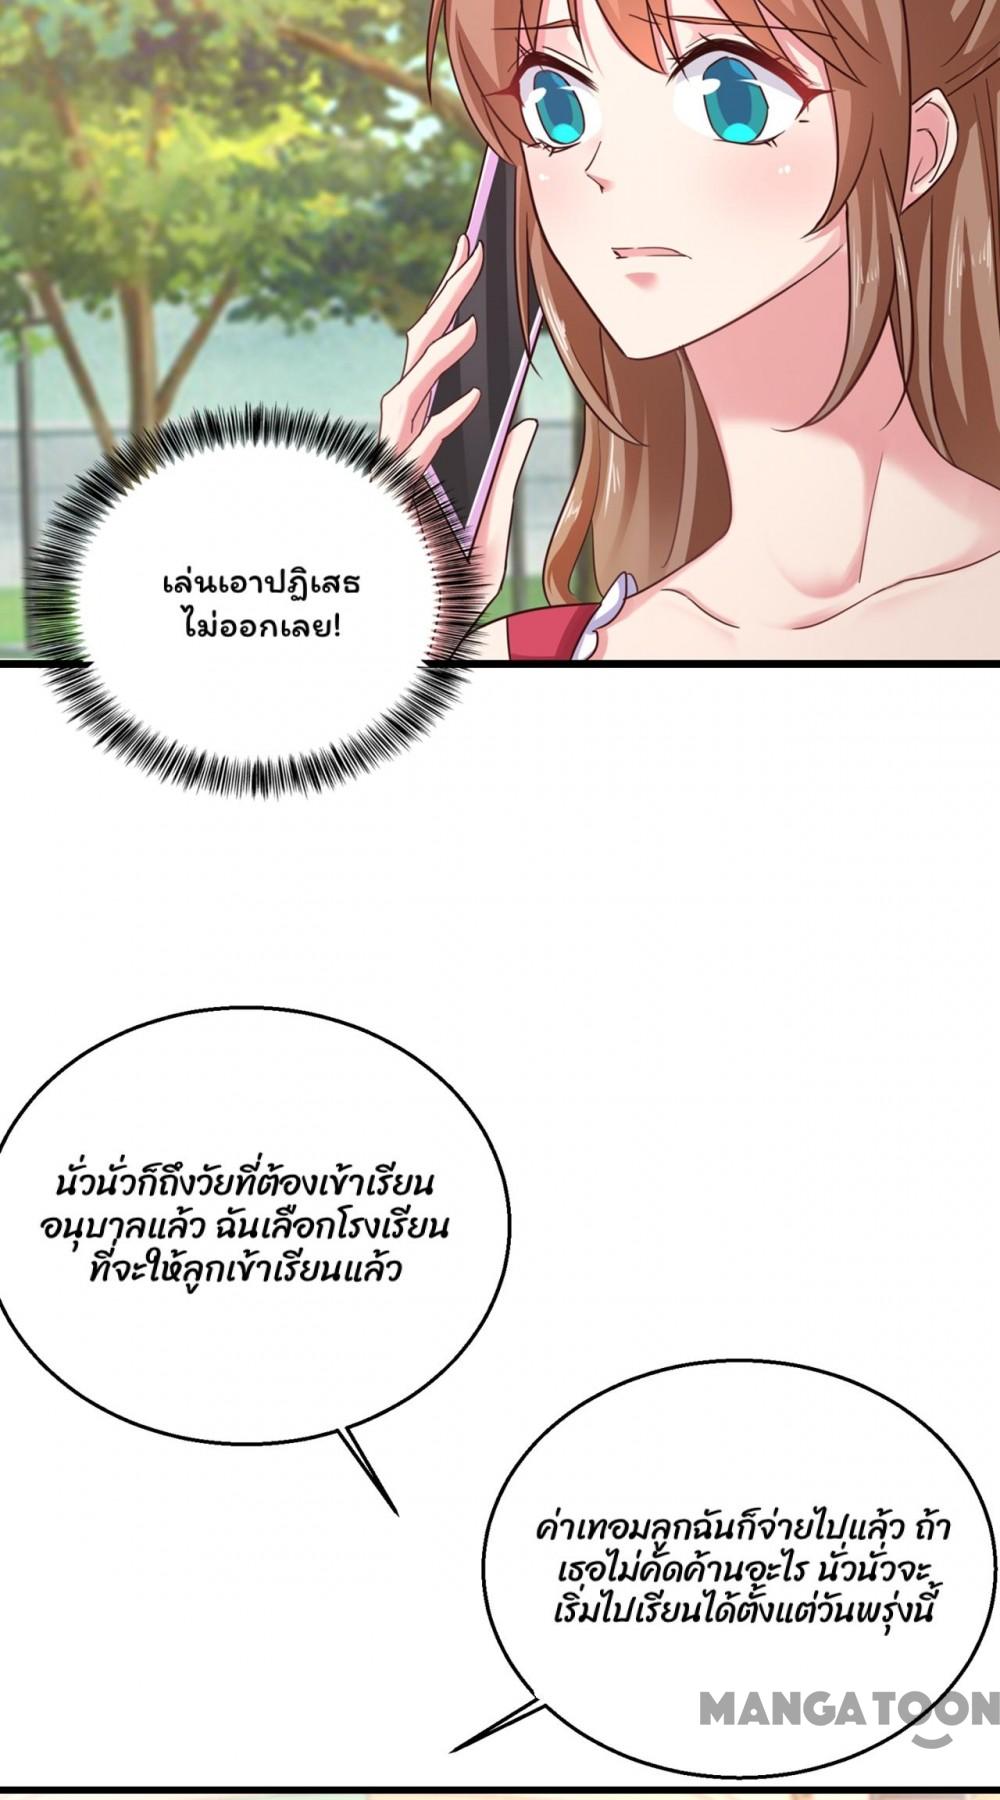 เล่นเอาปฏิเสธ
ไม่ออกเลย!
นั่วนั่วก็ถึงวัยที่ต้องเข้าเรียน
อนุบาลแล้ว ฉันเลือกโรงเรียน
ที่จะให้ลูกเข้าเรียนแล้ว
ค่าเทอมลูกฉันก็จ่ายไปแล้ว ถ้า
เธอไม่คัดค้านอะไร นั่วนั่วจะ
เริ่มไปเรียนได้ตั้งแต่วันพรุ่งนี้
MANGATOON